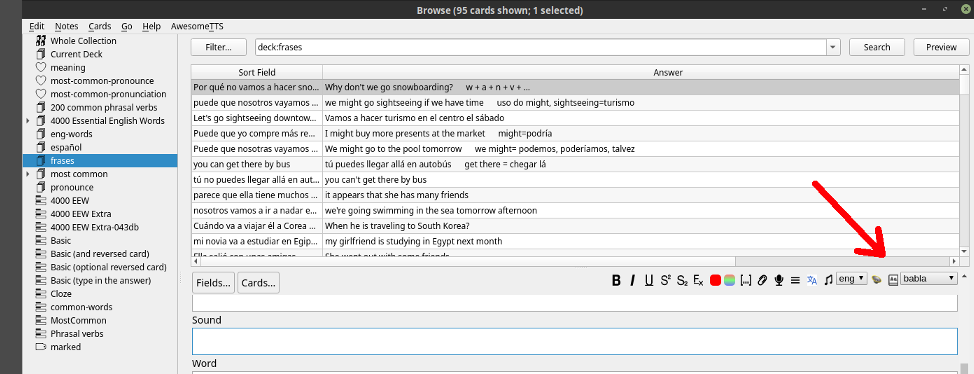 Browse (95 cards shown; 1 selected)
Edit Notes Cards Go Help AwesomeTTS
Whole Collection
Current Deck
meaning
most-common-pronounce
most-common-pronunciation
200 common phrasal verbs
4000 Essential English Words
eng-words
español
frases
most common
pronounce
4000 EEW
4000 EEW Extra
4000 EEW Extra-043db
Basic
Basic (and reversed card)
Basic (optional reversed card)
Basic (type in the answer)
Cloze
common-words
MostCommon
Phrasal verbs
marked
Filter... deck:frases Search Preview
Sort Field Answer
Por qué no vamos a hacer sno... Why don't we go snowboarding? w + a + n + v + ...
puede que nosotros vayamos ... we might go sightseeing if we have time uso do might, sightseeing=turismo
Let's go sightseeing downtow... Vamos a hacer turismo en el centro el sábado
Puede que yo compre más re... I might buy more presents at the market might=podría
Puede que nosotras vayamos ... We might go to the pool tomorrow we might= podemos, poderíamos, talvez
you can get there by bus tú puedes llegar allá en autobús get there = chegar lá
tú no puedes llegar allá en aut... you can't get there by bus
parece que ella tiene muchos ... it appears that she has many friends
nosotros vamos a ir a nadar e... we're going swimming in the sea tomorrow afternoon
Cuándo va a viajar él a Corea ... When he is traveling to South Korea?
mi novia va a estudiar en Egip... my girlfriend is studying in Egypt next month
Fields... Cards... B I U S² S₂ Eₓ [...] eng babla
Sound
Word